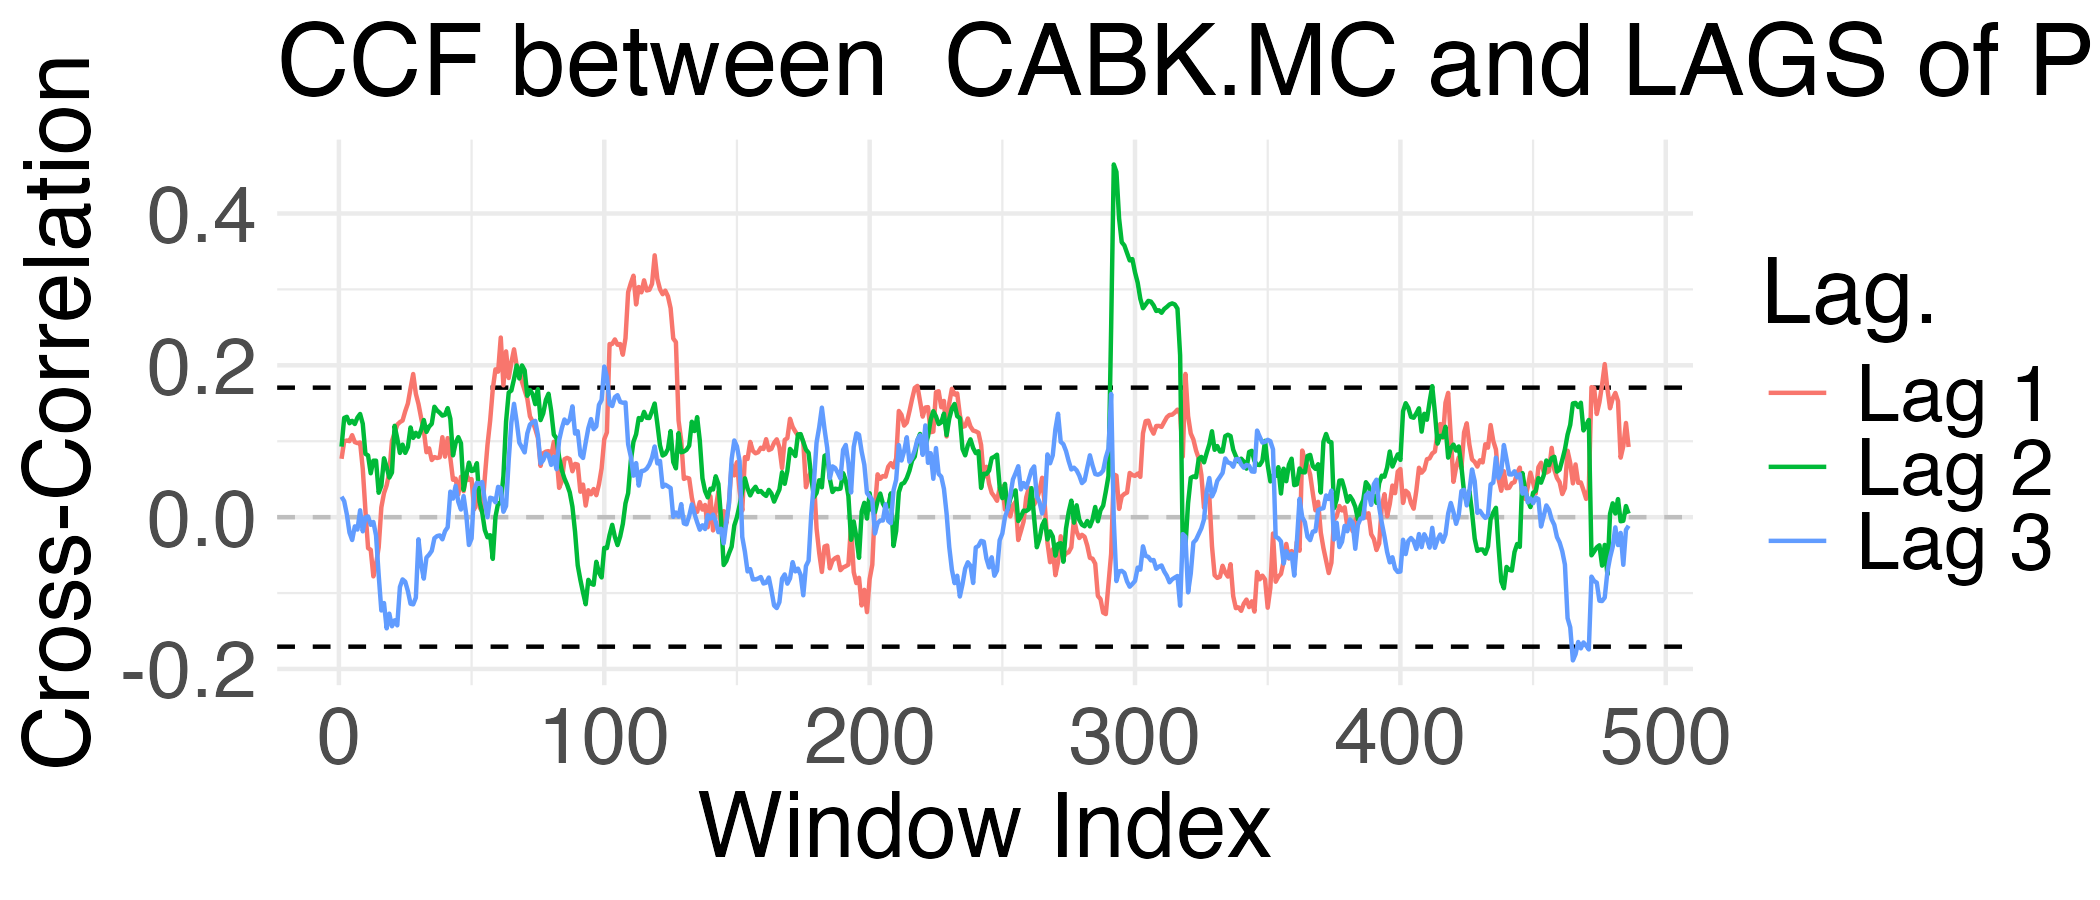 CCF between  CABK.MC and LAGS of P
Cross-Correlation
0.4
0.2
0.0
-0.2
0 100 200 300 400 500
Window Index
Lag.
Lag 1
Lag 2
Lag 3